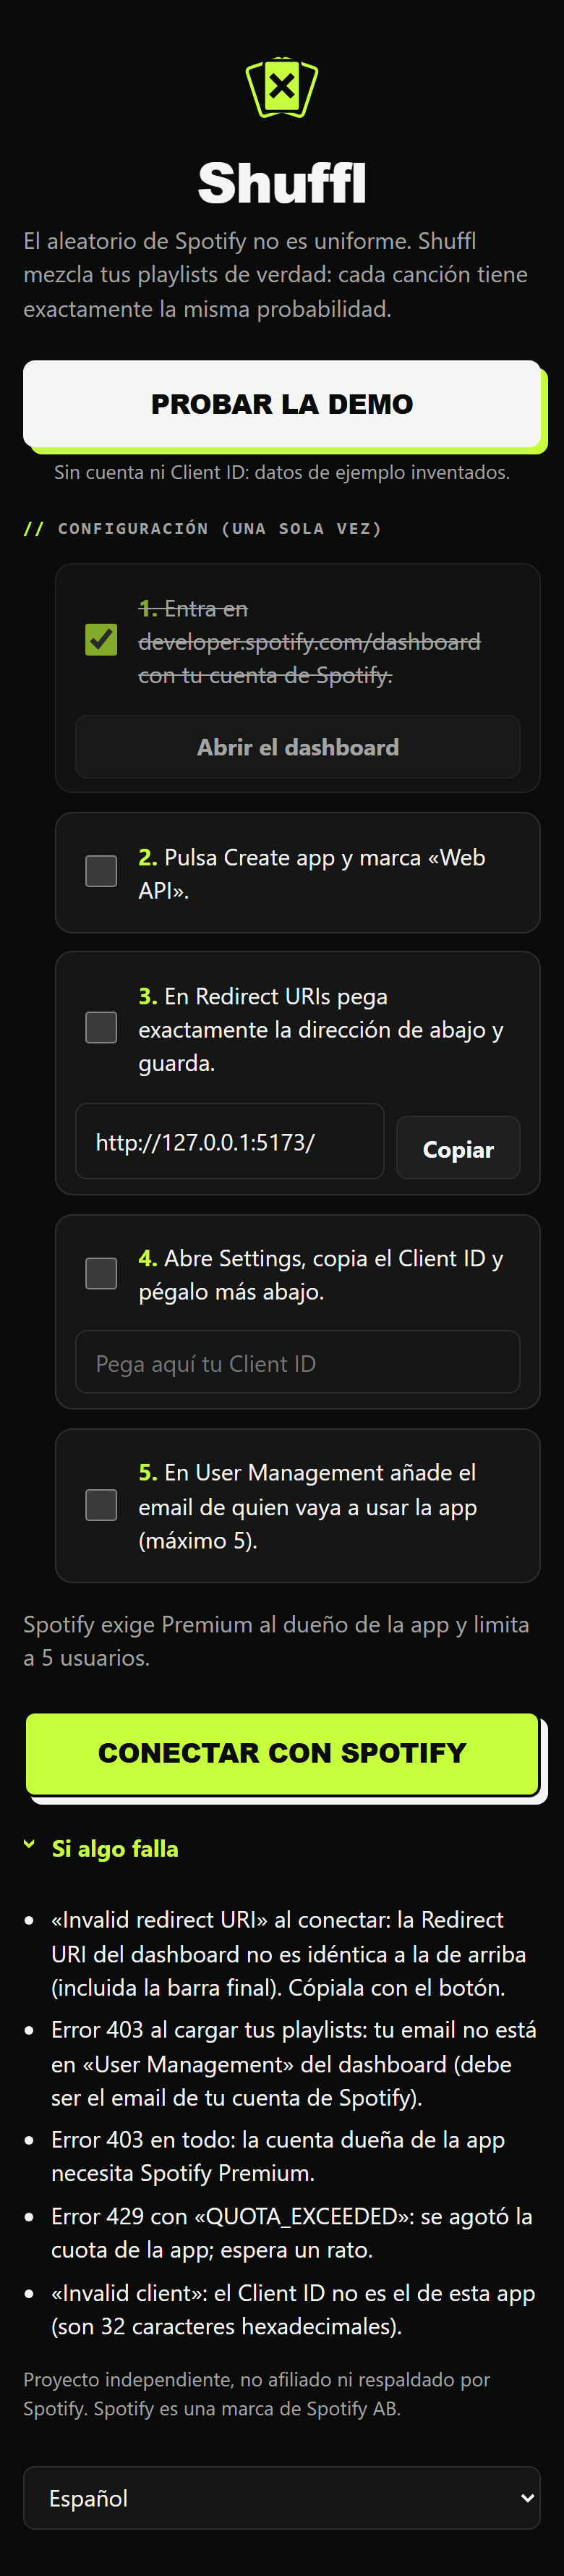 Shuffl
El aleatorio de Spotify no es uniforme. Shuffl
mezcla tus playlists de verdad: cada canción tiene
exactamente la misma probabilidad.
PROBAR LA DEMO
Sin cuenta ni Client ID: datos de ejemplo inventados.
// CONFIGURACIÓN (UNA SOLA VEZ)
1. Entra en
developer.spotify.com/dashboard
con tu cuenta de Spotify.
Abrir el dashboard
2. Pulsa Create app y marca «Web
API».
3. En Redirect URIs pega
exactamente la dirección de abajo y
guarda.
http://127.0.0.1:5173/
Copiar
4. Abre Settings, copia el Client ID y
pégalo más abajo.
Pega aquí tu Client ID
5. En User Management añade el
email de quien vaya a usar la app
(máximo 5).
Spotify exige Premium al dueño de la app y limita
a 5 usuarios.
CONECTAR CON SPOTIFY
Si algo falla
• «Invalid redirect URI» al conectar: la Redirect
URI del dashboard no es idéntica a la de arriba
(incluida la barra final). Cópiala con el botón.
• Error 403 al cargar tus playlists: tu email no está
en «User Management» del dashboard (debe
ser el email de tu cuenta de Spotify).
• Error 403 en todo: la cuenta dueña de la app
necesita Spotify Premium.
• Error 429 con «QUOTA_EXCEEDED»: se agotó la
cuota de la app; espera un rato.
• «Invalid client»: el Client ID no es el de esta app
(son 32 caracteres hexadecimales).
Proyecto independiente, no afiliado ni respaldado por
Spotify. Spotify es una marca de Spotify AB.
Español